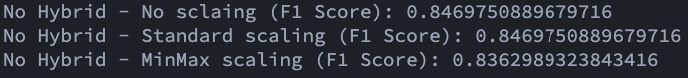 No Hybrid - No sclaing (F1 Score): 0.8469750889679716
No Hybrid - Standard scaling (F1 Score): 0.8469750889679716
No Hybrid - MinMax scaling (F1 Score): 0.8362989323843416